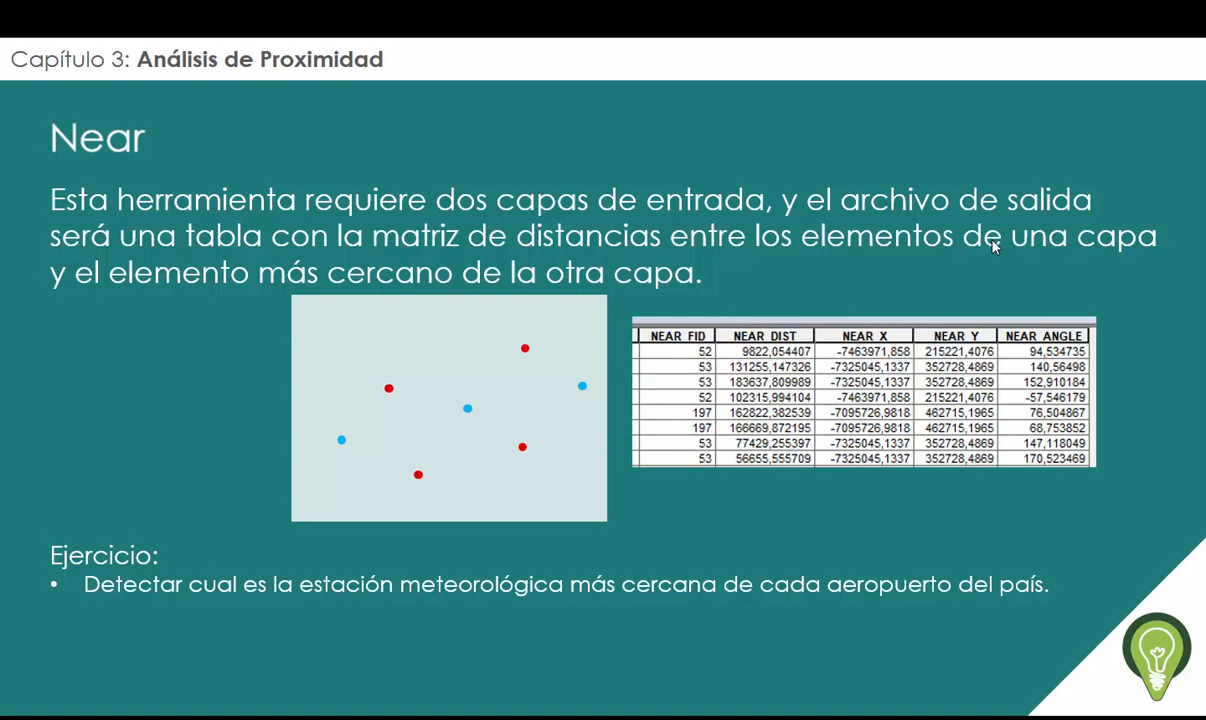 Capítulo 3: Análisis de Proximidad
Near
Esta herramienta requiere dos capas de entrada, y el archivo de salida
será una tabla con la matriz de distancias entre los elementos de una capa
y el elemento más cercano de la otra capa.
NEAR FID NEAR DIST NEAR X NEAR Y NEAR ANGLE
52 9822,054407 -7463971,858 215221,4076 94,534735
53 131255,147326 -7325045,1337 352728,4869 140,56498
53 183637,809989 -7325045,1337 352728,4869 152,910184
52 102315,994104 -7463971,858 215221,4076 -57,546179
197 162822,382539 -7095726,9818 462715,1965 76,504867
197 166669,872195 -7095726,9818 462715,1965 68,753852
53 77429,255397 -7325045,1337 352728,4869 147,118049
53 56655,555709 -7325045,1337 352728,4869 170,523469
Ejercicio:
• Detectar cual es la estación meteorológica más cercana de cada aeropuerto del país.